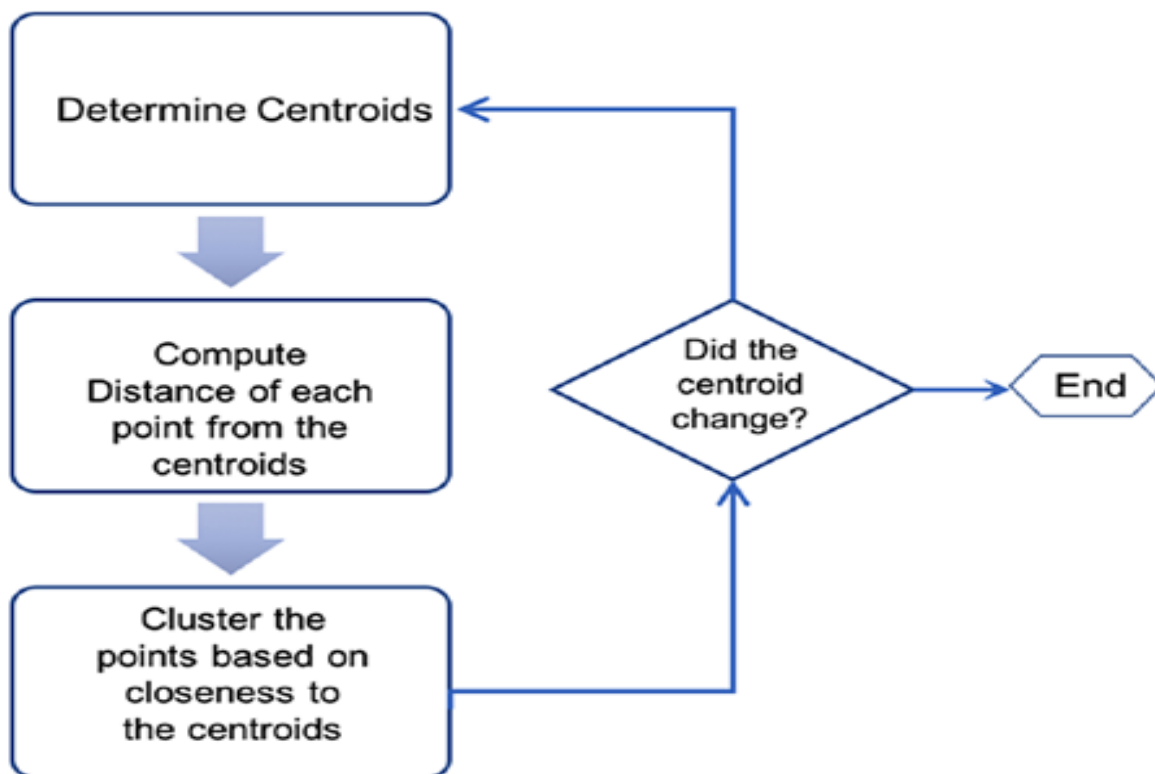 Determine Centroids
Compute
Distance of each
point from the
centroids
Cluster the
points based on
closeness to
the centroids
Did the
centroid
change?
End